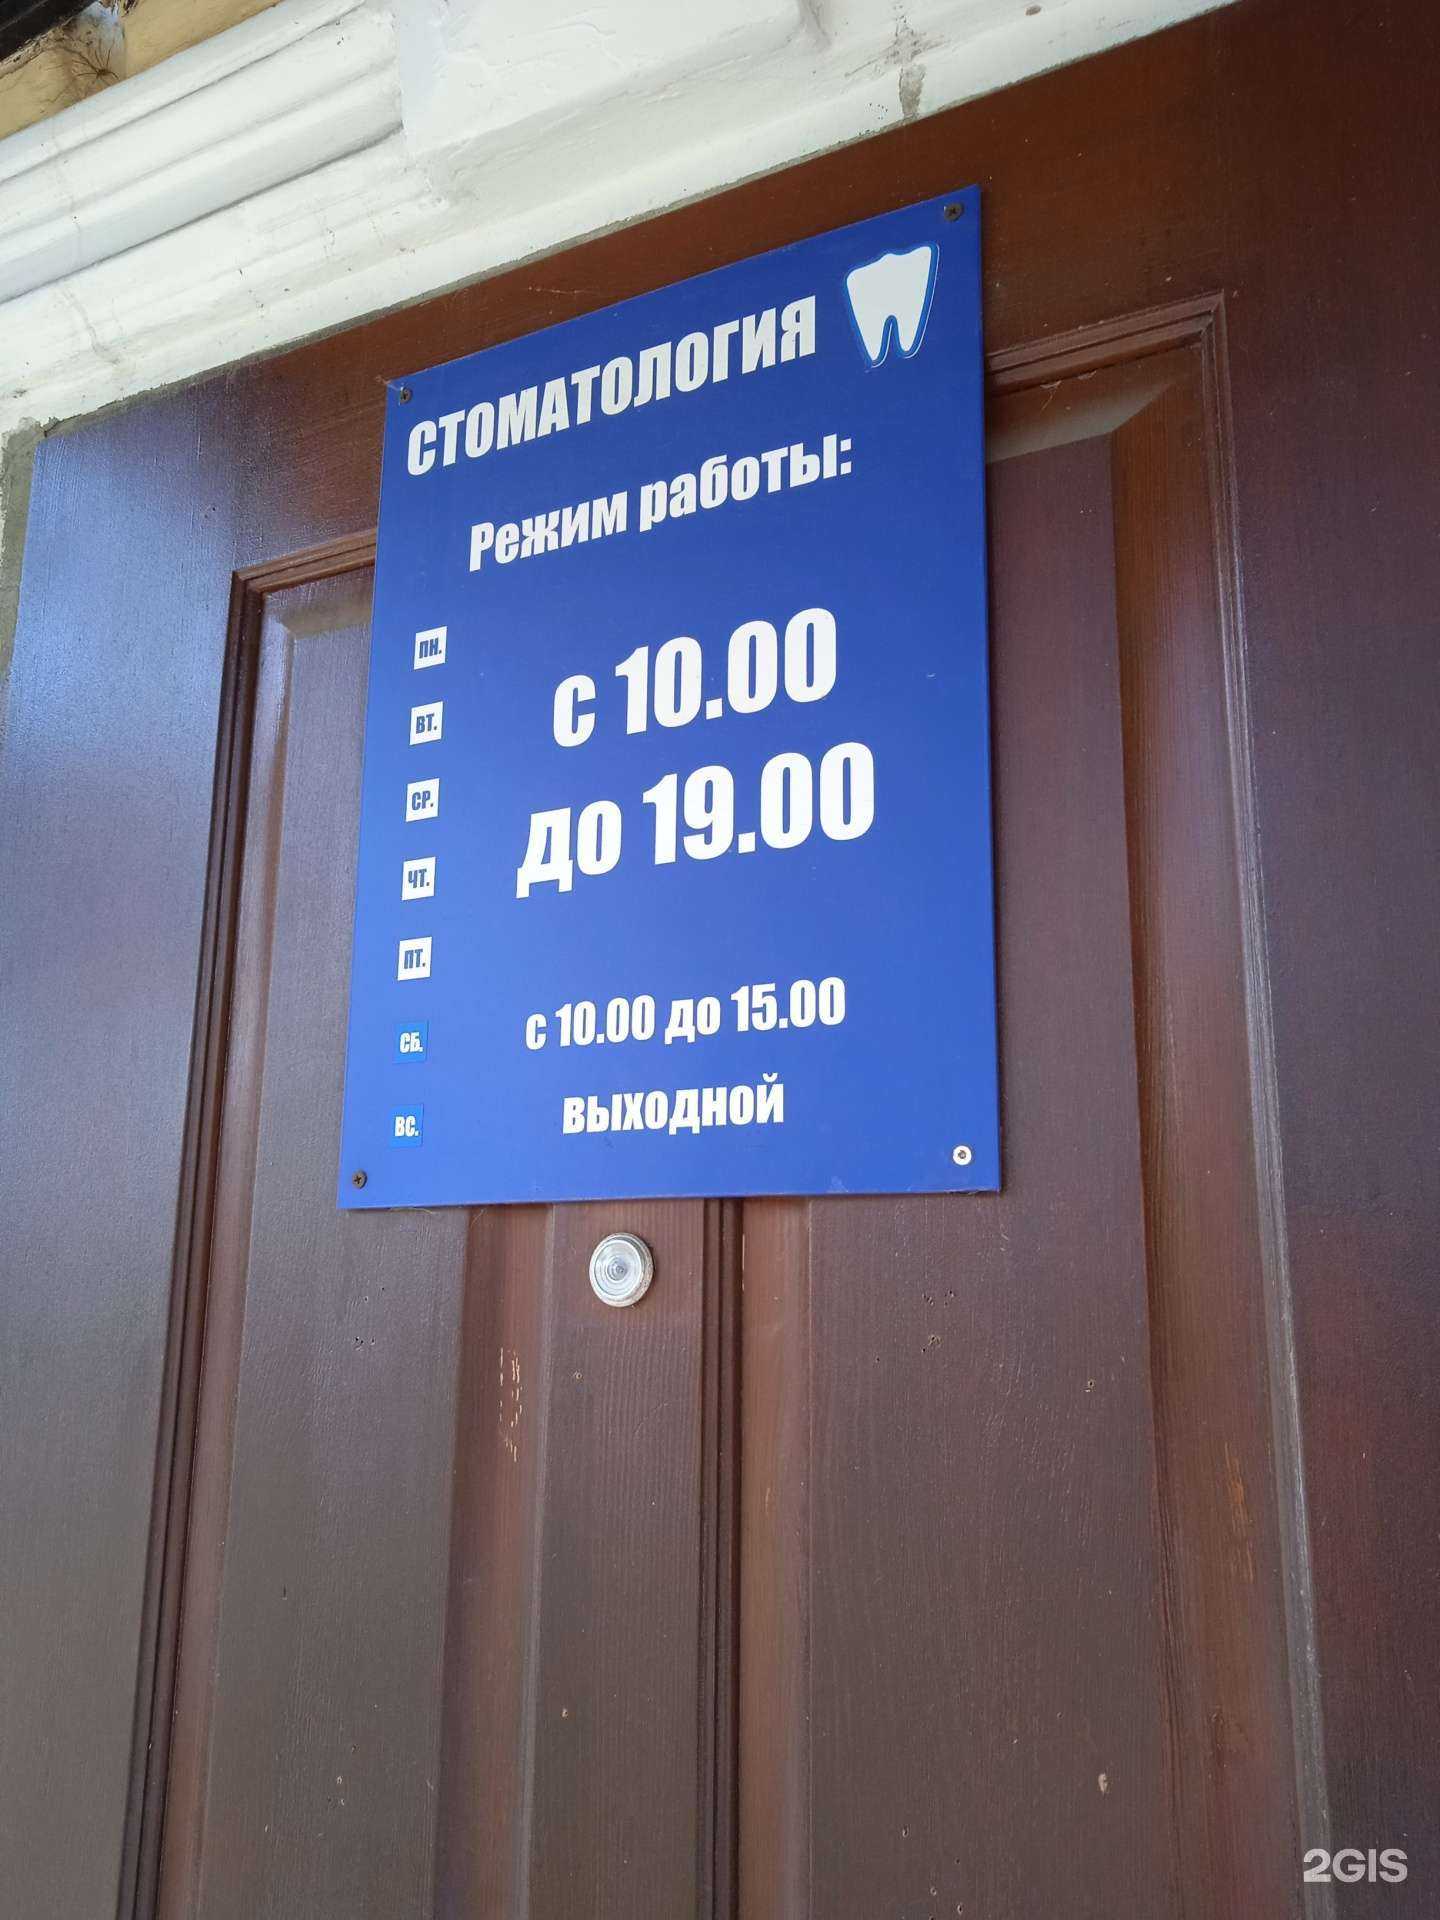 СТОМАТОЛОГИЯ
Режим работы:
ПН.
ВТ.
СР.
ЧТ.
ПТ.
с 10.00
до 19.00
СБ.
с 10.00 до 15.00
ВС.
выходной
2GIS